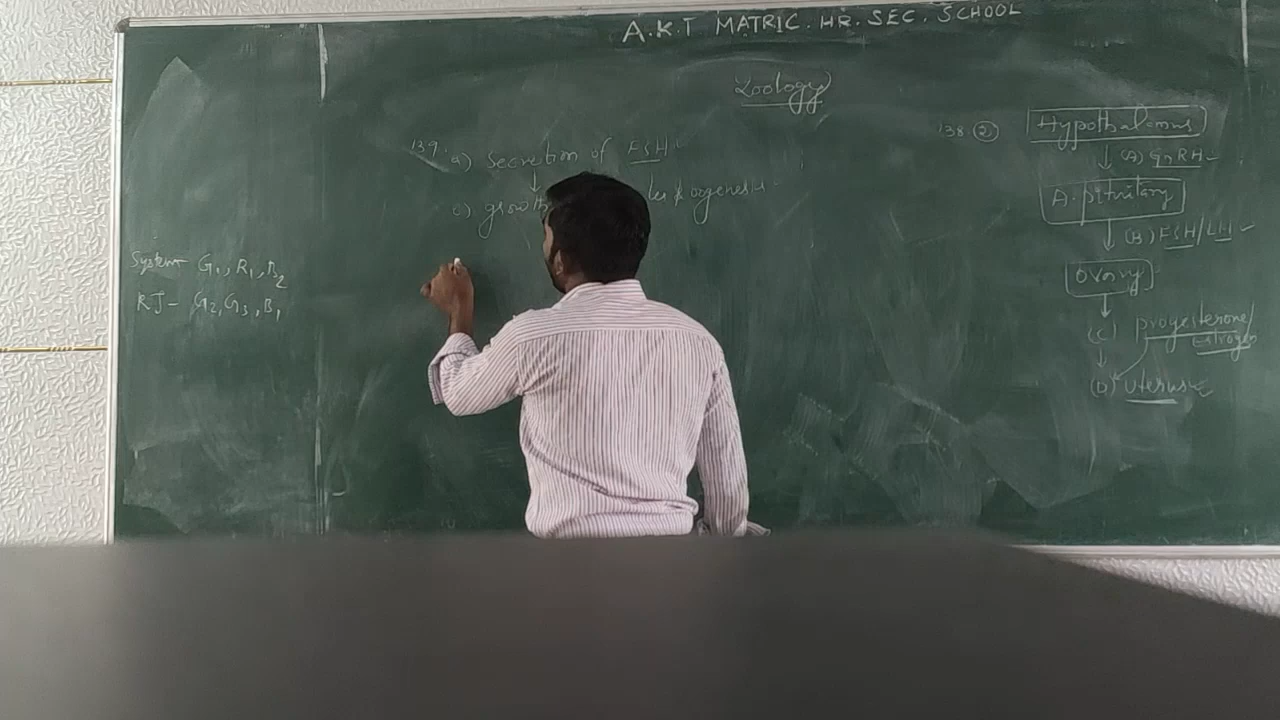 A.K.T MATRIC. HR. SEC. SCHOOL
Zoology
139. a) Secretion of FSH
↓
c) growth
System - G1, R1, B2
RJ - G2, G3, B1
138 (2) Hypothalamus
↓ (A) GnRH
A. pituitary
↓ (B) FSH/LH
Ovary
↓
(C) progesterone/
Estrogen
↓
(D) uterus